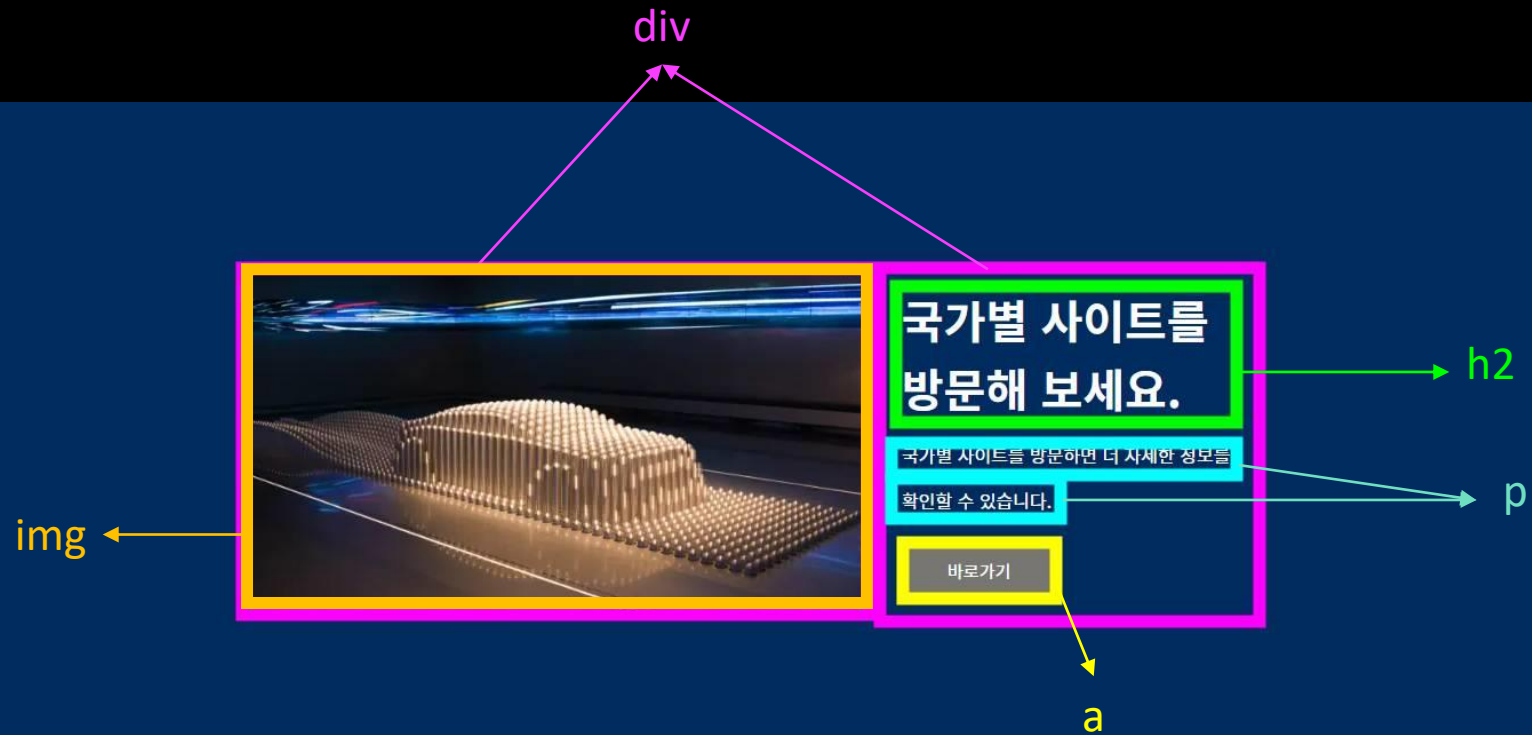 div
국가별 사이트를
방문해 보세요.
h2
국가별 사이트를 방문하면 더 자세한 정보를
확인할 수 있습니다.
p
img
바로가기
a